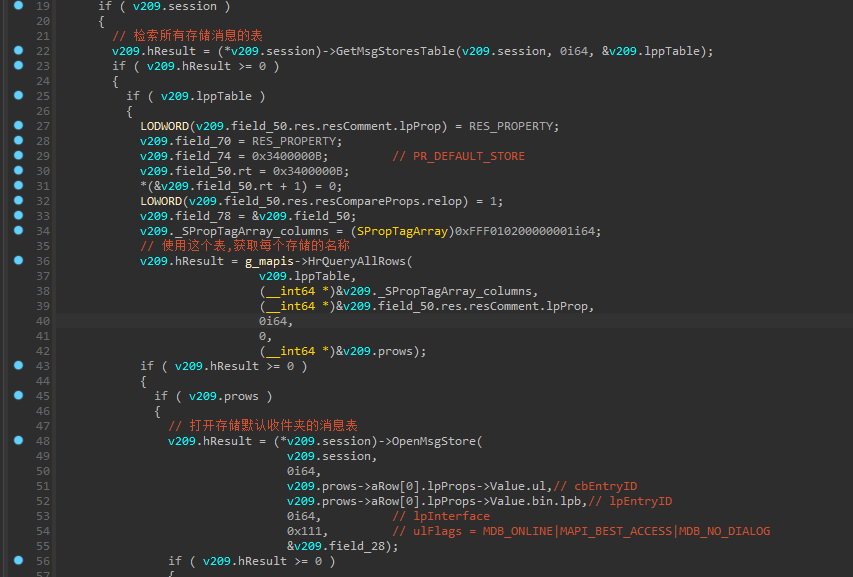 19 if ( v209.session )
20 {
21 // 检索所有存储消息的表
22 v209.hResult = (*v209.session)->GetMsgStoresTable(v209.session, 0i64, &v209.lppTable);
23 if ( v209.hResult >= 0 )
24 {
25 if ( v209.lppTable )
26 {
27 LODWORD(v209.field_50.res.resComment.lpProp) = RES_PROPERTY;
28 v209.field_70 = RES_PROPERTY;
29 v209.field_74 = 0x3400000B; // PR_DEFAULT_STORE
30 v209.field_50.rt = 0x3400000B;
31 *(&v209.field_50.rt + 1) = 0;
32 LOWORD(v209.field_50.res.resCompareProps.relop) = 1;
33 v209.field_78 = &v209.field_50;
34 v209._SPropTagArray_columns = (SPropTagArray)0xFFF010200000001i64;
35 // 使用这个表,获取每个存储的名称
36 v209.hResult = g_mapis->HrQueryAllRows(
37 v209.lppTable,
38 (__int64 *)&v209._SPropTagArray_columns,
39 (__int64 *)&v209.field_50.res.resComment.lpProp,
40 0i64,
41 0,
42 (__int64 *)&v209.prows);
43 if ( v209.hResult >= 0 )
44 {
45 if ( v209.prows )
46 {
47 // 打开存储默认收件夹的消息表
48 v209.hResult = (*v209.session)->OpenMsgStore(
49 v209.session,
50 0i64,
51 v209.prows->aRow[0].lpProps->Value.ul,// cbEntryID
52 v209.prows->aRow[0].lpProps->Value.bin.lpb,// lpEntryID
53 0i64, // lpInterface
54 0x111, // ulFlags = MDB_ONLINE|MAPI_BEST_ACCESS|MDB_NO_DIALOG
55 &v209.field_28);
56 if ( v209.hResult >= 0 )
57 {